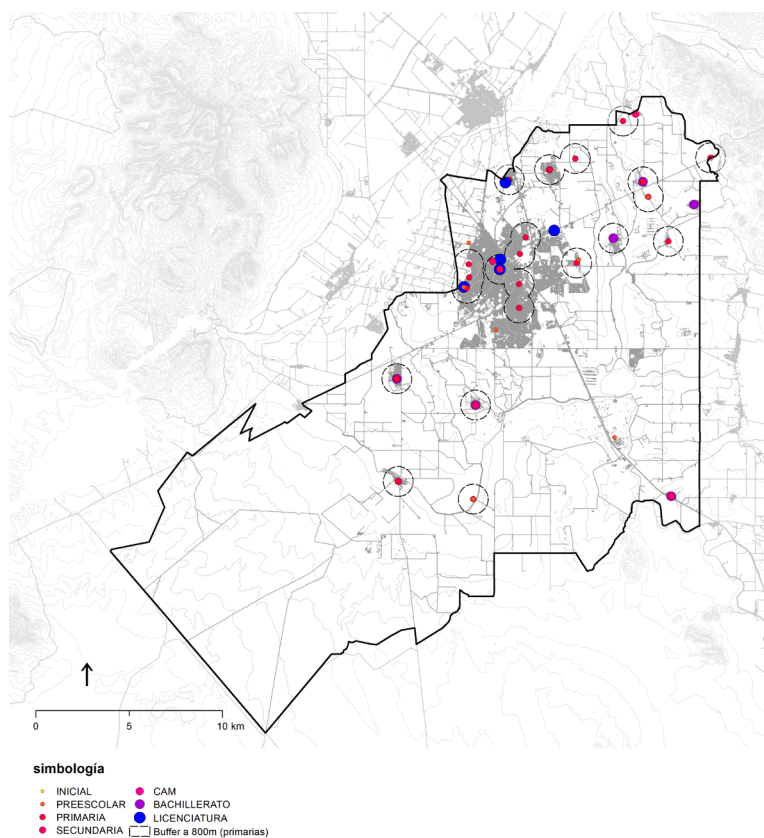 0
5
10 km
simbología
INICIAL
PREESCOLAR
PRIMARIA
SECUNDARIA
CAM
BACHILLERATO
LICENCIATURA
Buffer a 800m (primarias)